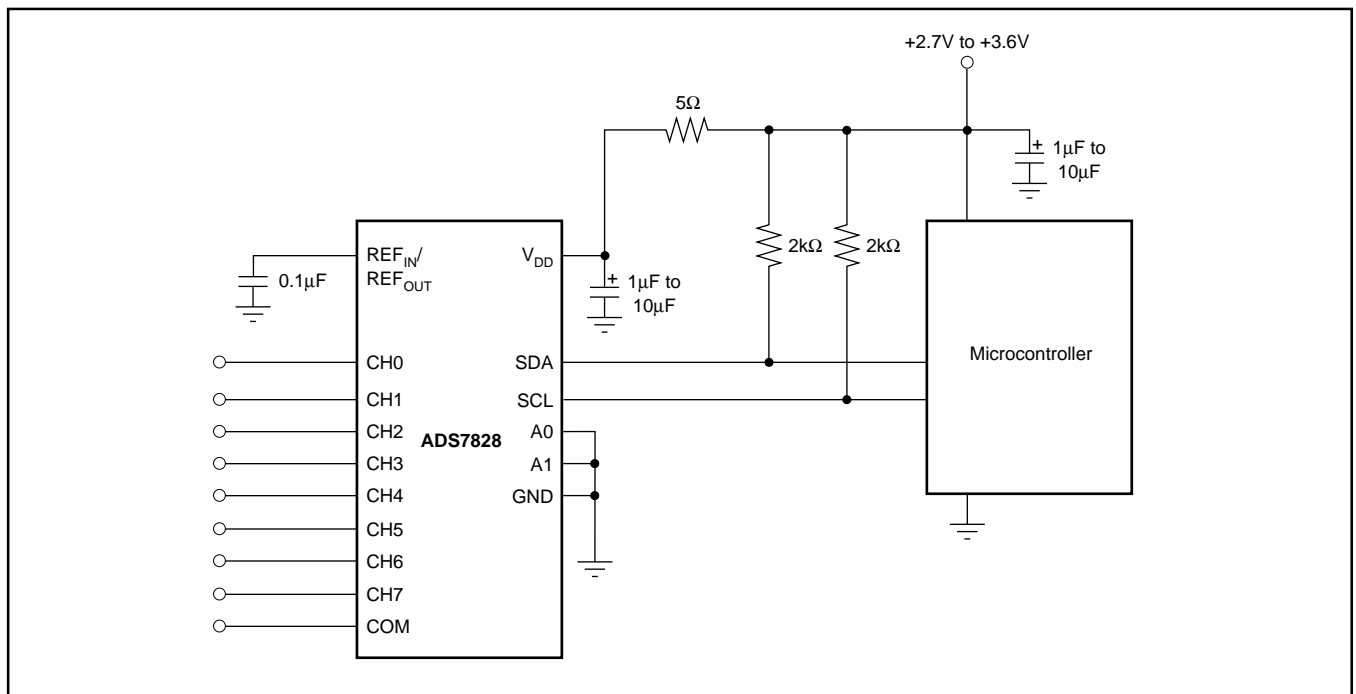 +2.7V to +3.6V
5Ω
+ 1μF to
10μF
2kΩ
2kΩ
REFIN/
REFOUT
VDD
0.1μF
+ 1μF to
10μF
CH0
SDA
Microcontroller
CH1
SCL
CH2
A0
ADS7828
CH3
A1
CH4
GND
CH5
CH6
CH7
COM